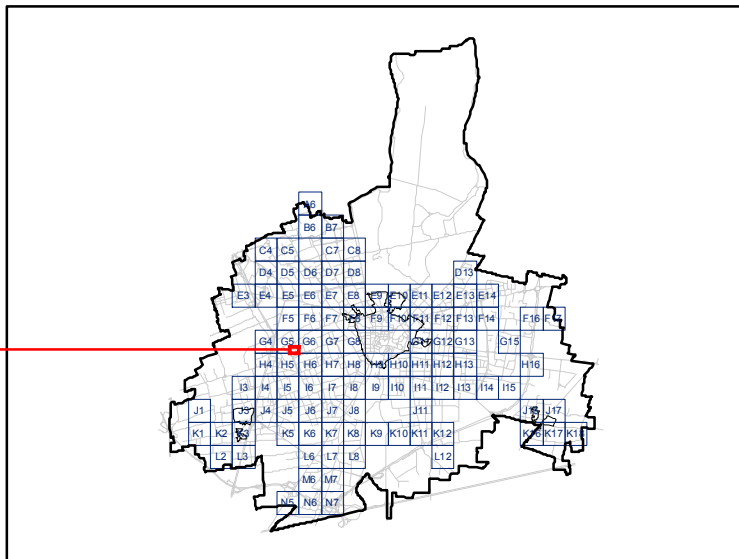 A6
B6 B7
C4 C5 C7 C8
D4 D5 D6 D7 D8 D13
E3 E4 E5 E6 E7 E8 E9 E10 E11 E12 E13 E14
F5 F6 F7 F8 F9 F10 F11 F12 F13 F14 F16 F17
G4 G5 G6 G7 G8 G12 G13 G15
H4 H5 H6 H7 H8 H9 H10 H11 H12 H13 H16
I3 I4 I5 I6 I7 I8 I9 I10 I11 I12 I13 I14 I15
J1 J3 J4 J5 J6 J7 J8 J11 J16 J17
K1 K2 K5 K6 K7 K8 K9 K10 K11 K12 K16 K17 K18
L2 L3 L6 L7 L8 L12
M6 M7
N5 N6 N7